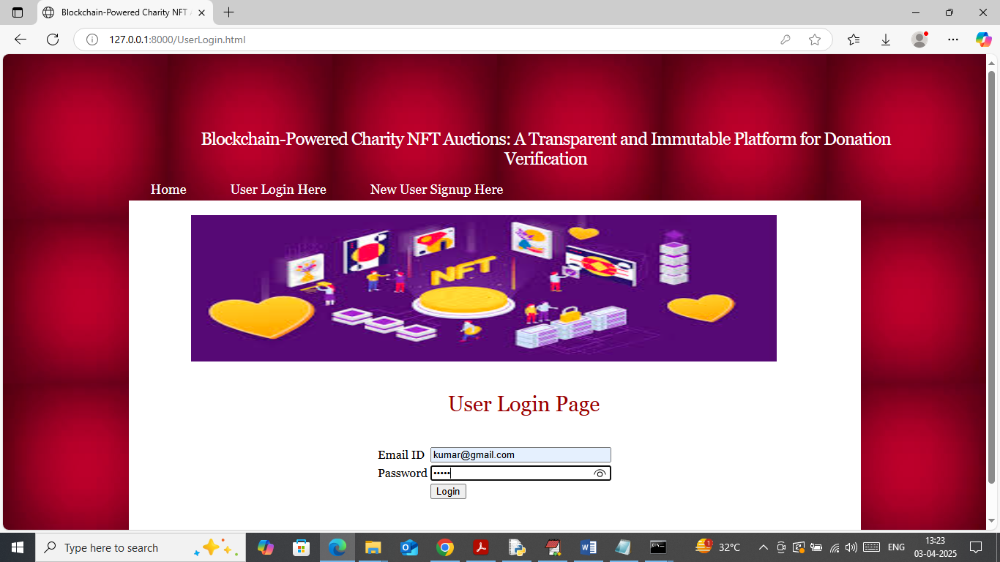 Blockchain-Powered Charity NFT A
127.0.0.1:8000/UserLogin.html
Blockchain-Powered Charity NFT Auctions: A Transparent and Immutable Platform for Donation
Verification
Home User Login Here New User Signup Here
NFT
User Login Page
Email ID kumar@gmail.com
Password •••••
Login
Type here to search
1
32°C
ENG
13:23
03-04-2025